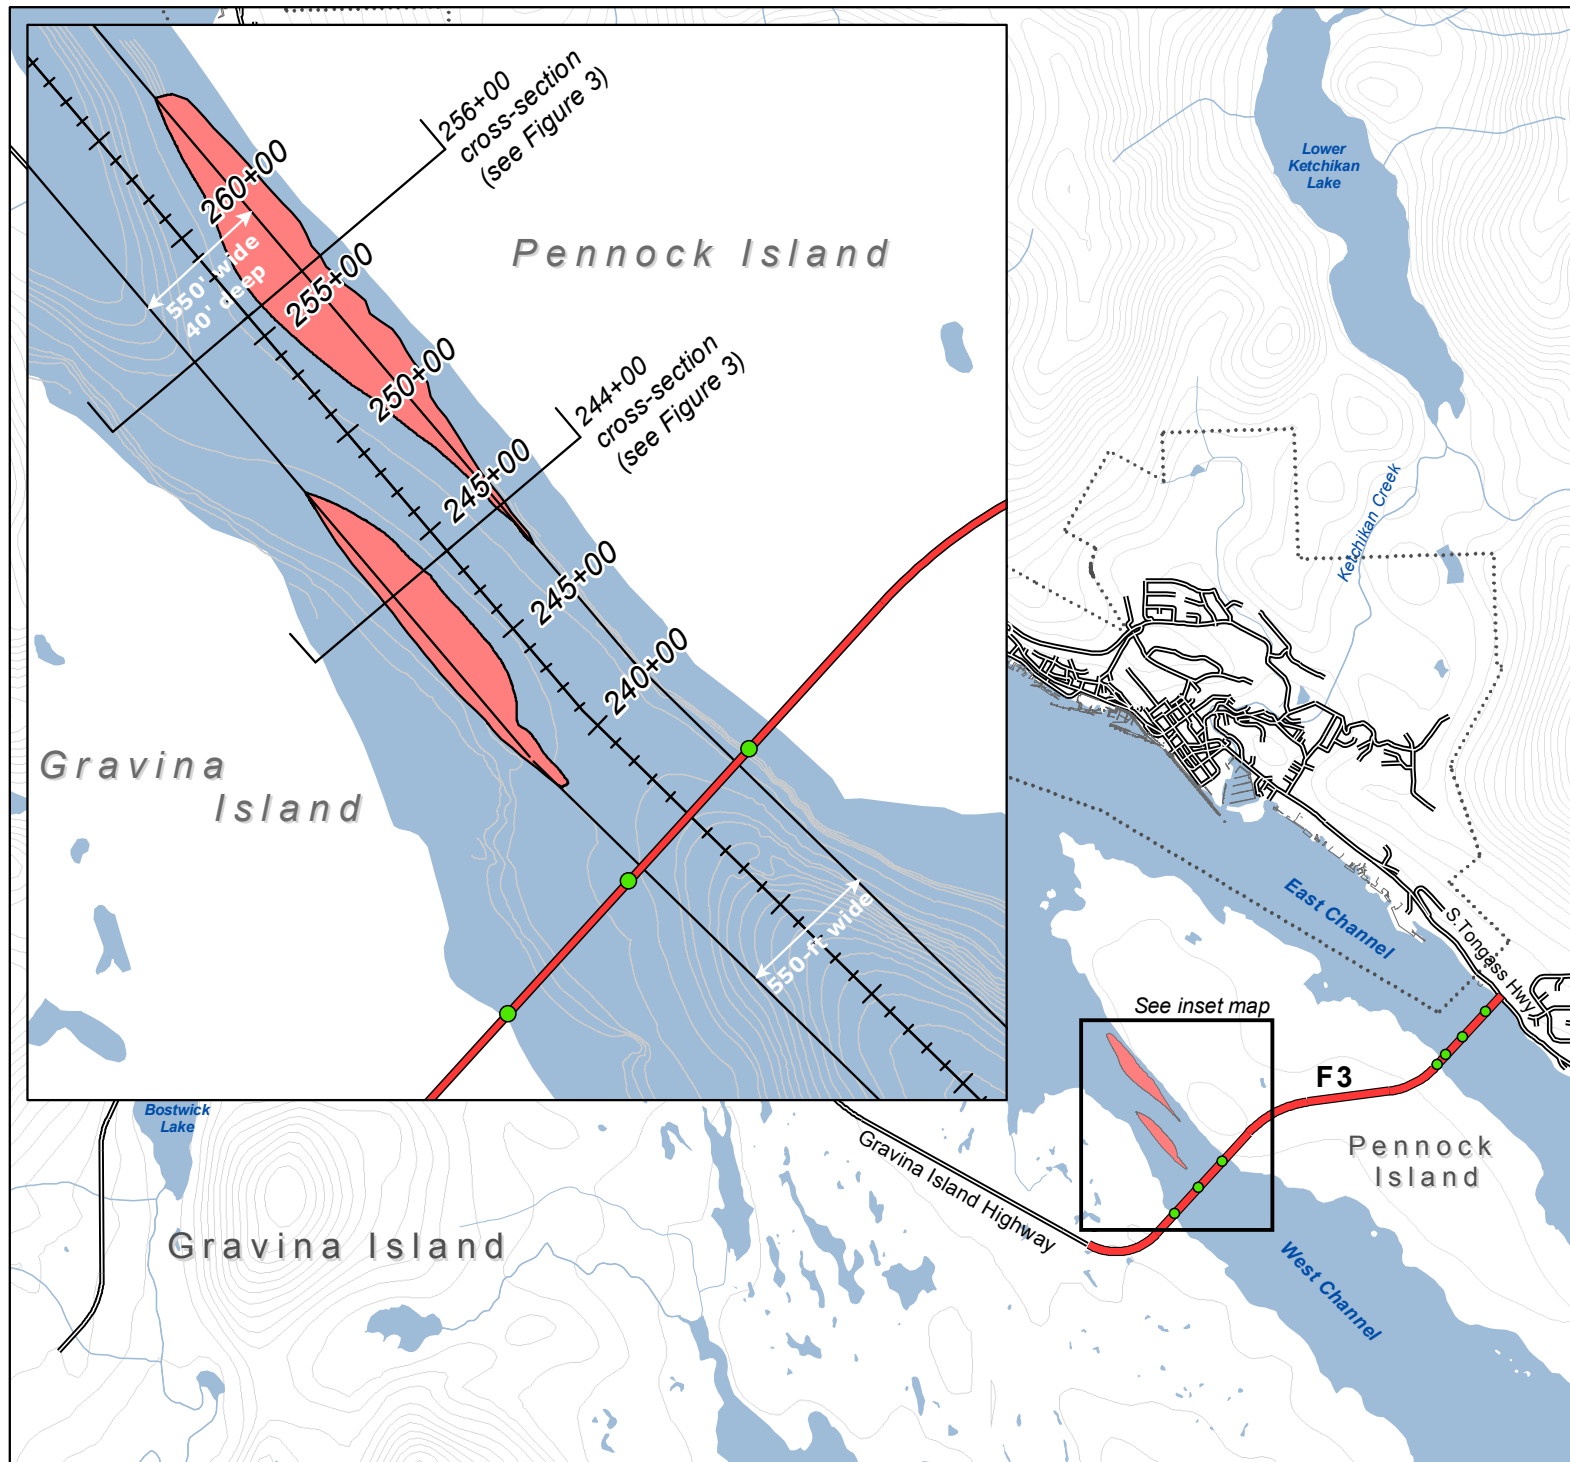 256+00
cross-section
(see Figure 3)
260+00
550' wide
40' deep
255+00
Pennock Island
250+00
244+00
cross-section
(see Figure 3)
245+00
245+00
240+00
Gravina
Island
550-ft wide
Lower
Ketchikan
Lake
Ketchikan Creek
East Channel
S. Tongass Hwy
See inset map
F3
Pennock
Island
West Channel
Gravina Island Highway
Bostwick
Lake
Gravina Island